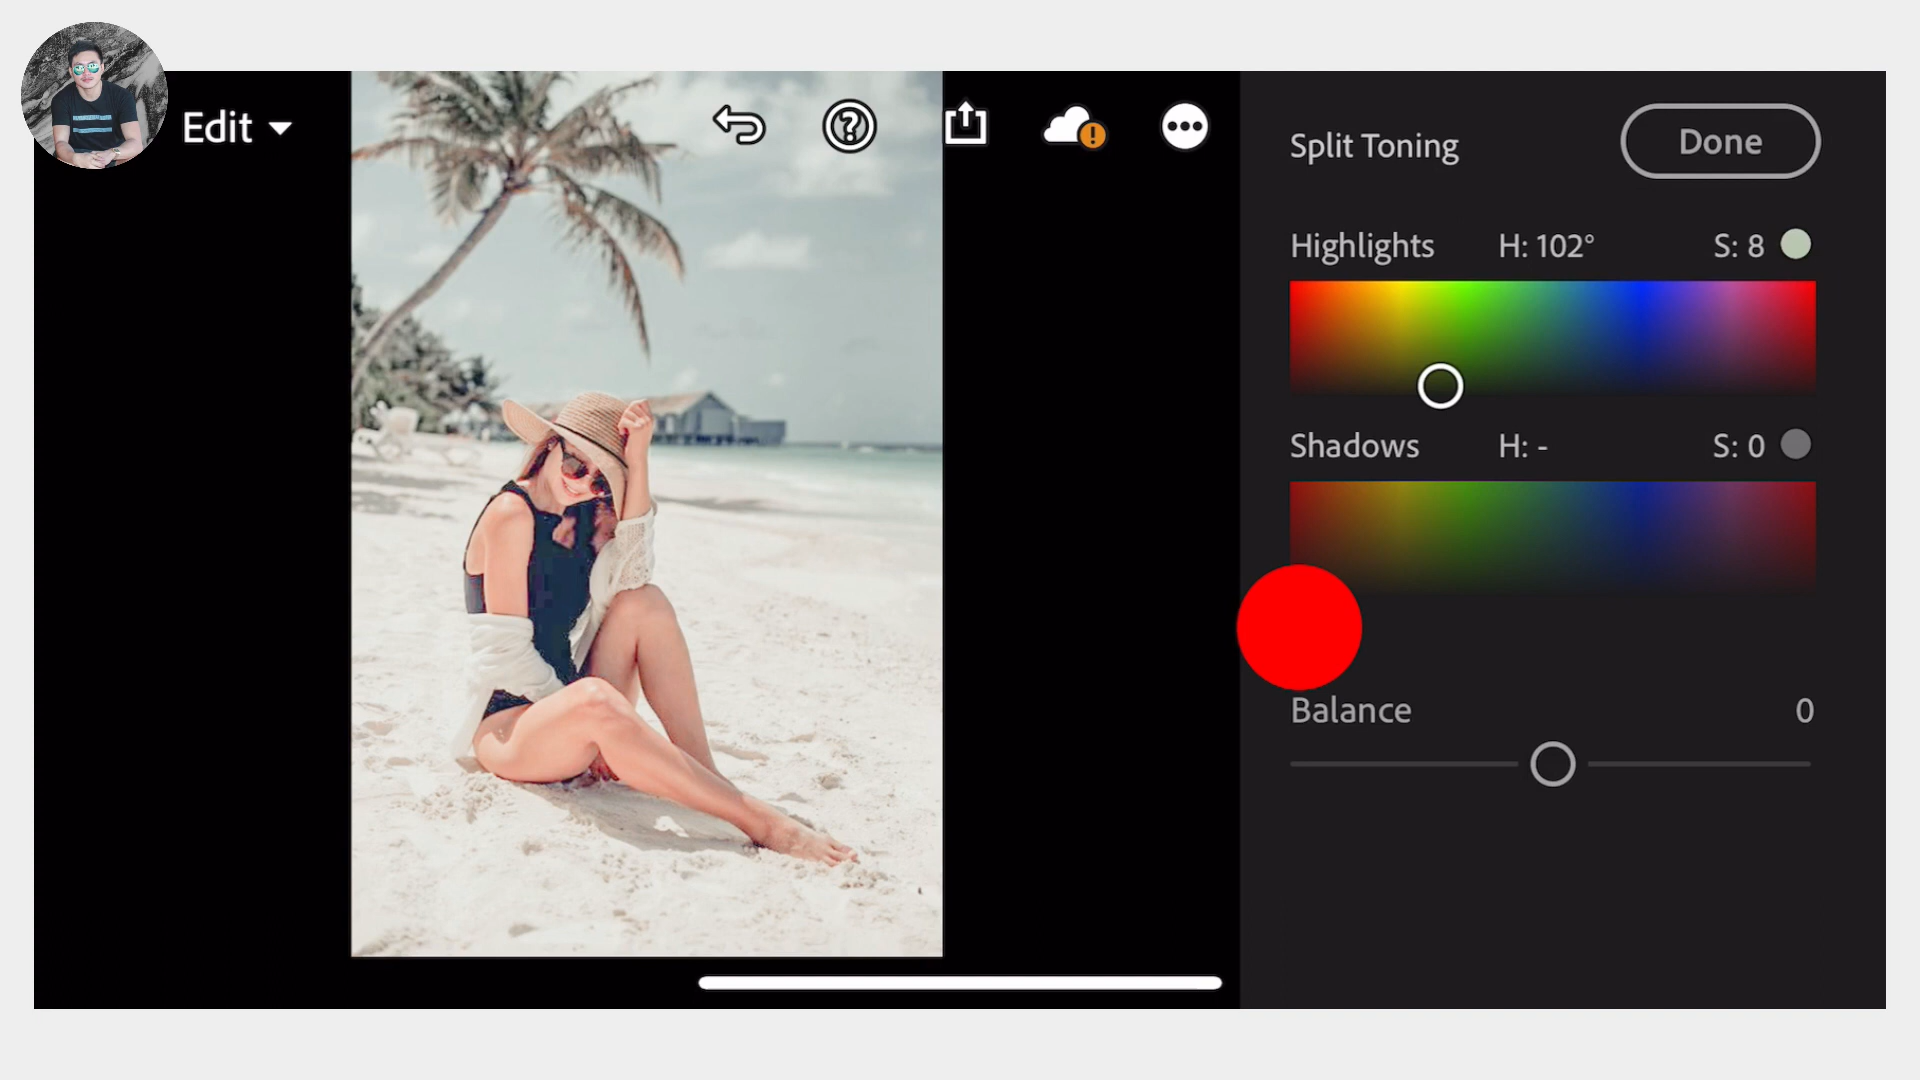 Edit
Split Toning
Done
Highlights H: 102° S: 8
Shadows H: - S: 0
Balance 0